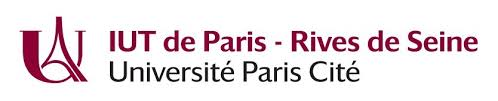 IUT de Paris - Rives de Seine
Université Paris Cité